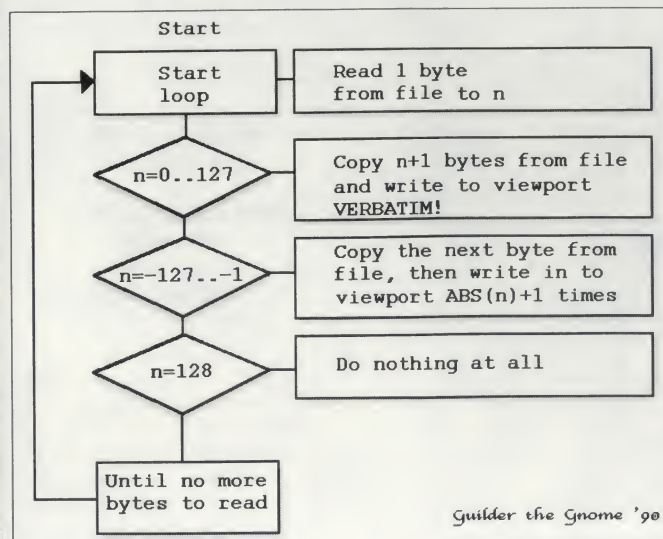 Start
Start
loop
Read 1 byte
from file to n
n=0..127
Copy n+1 bytes from file
and write to viewport
VERBATIM!
n=-127..-1
Copy the next byte from
file, then write in to
viewport ABS(n)+1 times
n=128
Do nothing at all
Until no more
bytes to read
Guilder the Gnome '90